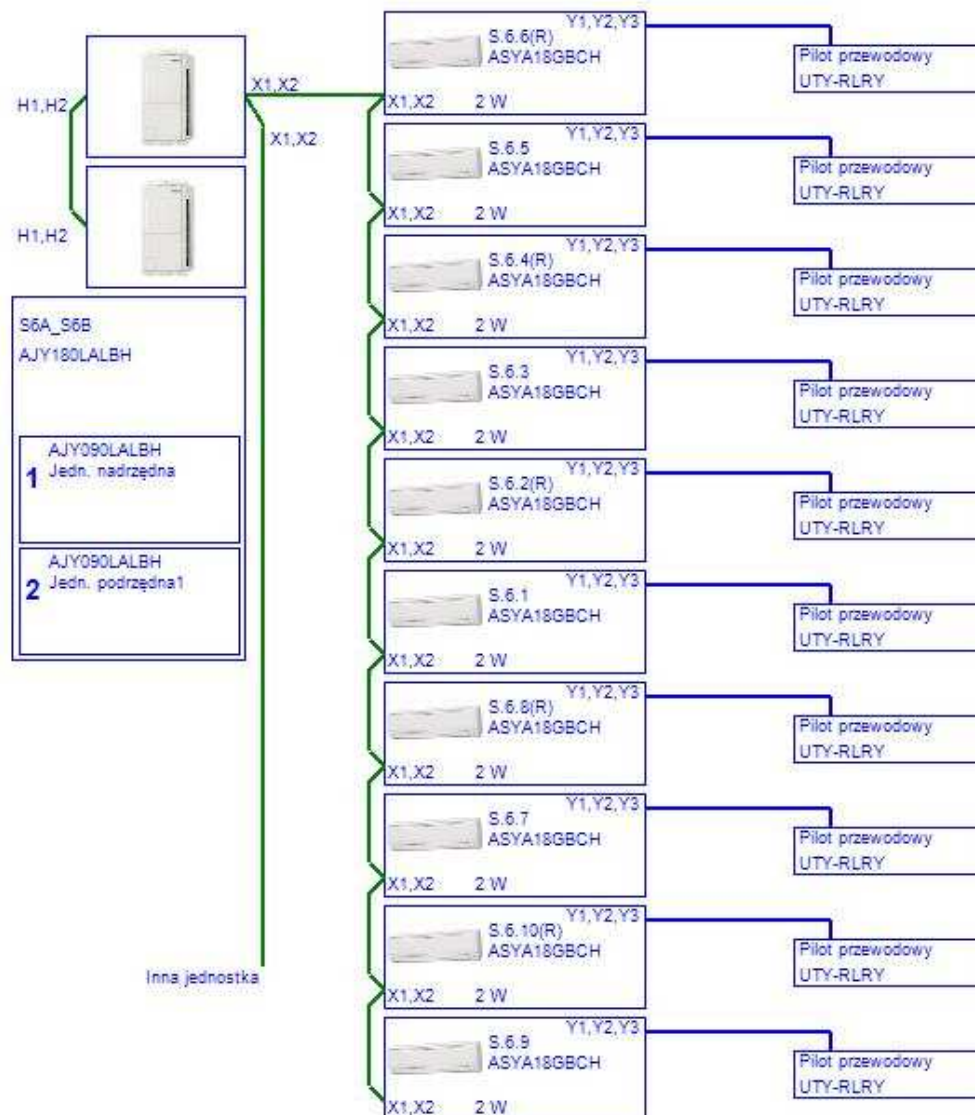 H1,H2
X1,X2
X1,X2
H1,H2
S6A_S6B
AJY180LALBH
1
AJY090LALBH
Jedn. nadrzędna
2
AJY090LALBH
Jedn. podrzędna1
Inna jednostka
Y1,Y2,Y3
S.6.6(R)
ASYA18GBCH
X1,X2 2 W
Pilot przewodowy
UTY-RLRY
Y1,Y2,Y3
S.6.5
ASYA18GBCH
X1,X2 2 W
Pilot przewodowy
UTY-RLRY
Y1,Y2,Y3
S.6.4(R)
ASYA18GBCH
X1,X2 2 W
Pilot przewodowy
UTY-RLRY
Y1,Y2,Y3
S.6.3
ASYA18GBCH
X1,X2 2 W
Pilot przewodowy
UTY-RLRY
Y1,Y2,Y3
S.6.2(R)
ASYA18GBCH
X1,X2 2 W
Pilot przewodowy
UTY-RLRY
Y1,Y2,Y3
S.6.1
ASYA18GBCH
X1,X2 2 W
Pilot przewodowy
UTY-RLRY
Y1,Y2,Y3
S.6.8(R)
ASYA18GBCH
X1,X2 2 W
Pilot przewodowy
UTY-RLRY
Y1,Y2,Y3
S.6.7
ASYA18GBCH
X1,X2 2 W
Pilot przewodowy
UTY-RLRY
Y1,Y2,Y3
S.6.10(R)
ASYA18GBCH
X1,X2 2 W
Pilot przewodowy
UTY-RLRY
Y1,Y2,Y3
S.6.9
ASYA18GBCH
X1,X2 2 W
Pilot przewodowy
UTY-RLRY